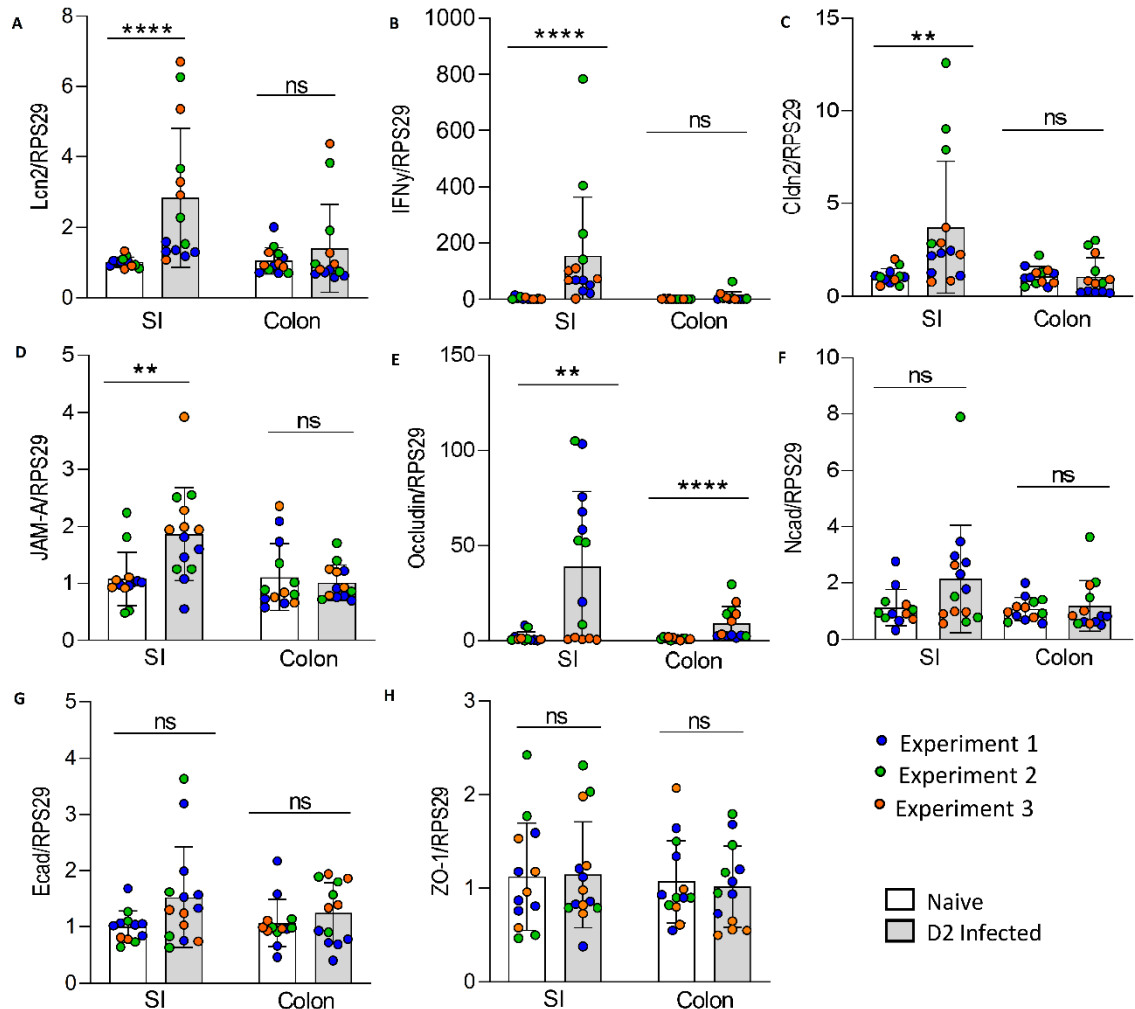 A
Lcn2/RPS29
8
6
4
2
0
****
ns
SI
Colon
B
IFNy/RPS29
1000
800
600
400
200
0
****
ns
SI
Colon
C
Cldn2/RPS29
15
10
5
0
**
ns
SI
Colon
D
JAM-A/RPS29
5
4
3
2
1
0
**
ns
SI
Colon
E
Occludin/RPS29
150
100
50
0
**
****
SI
Colon
F
Ncad/RPS29
10
8
6
4
2
0
ns
ns
SI
Colon
G
Ecad/RPS29
5
4
3
2
1
0
ns
ns
SI
Colon
H
ZO-1/RPS29
3
2
1
0
ns
ns
SI
Colon
Experiment 1
Experiment 2
Experiment 3
Naive
D2 Infected